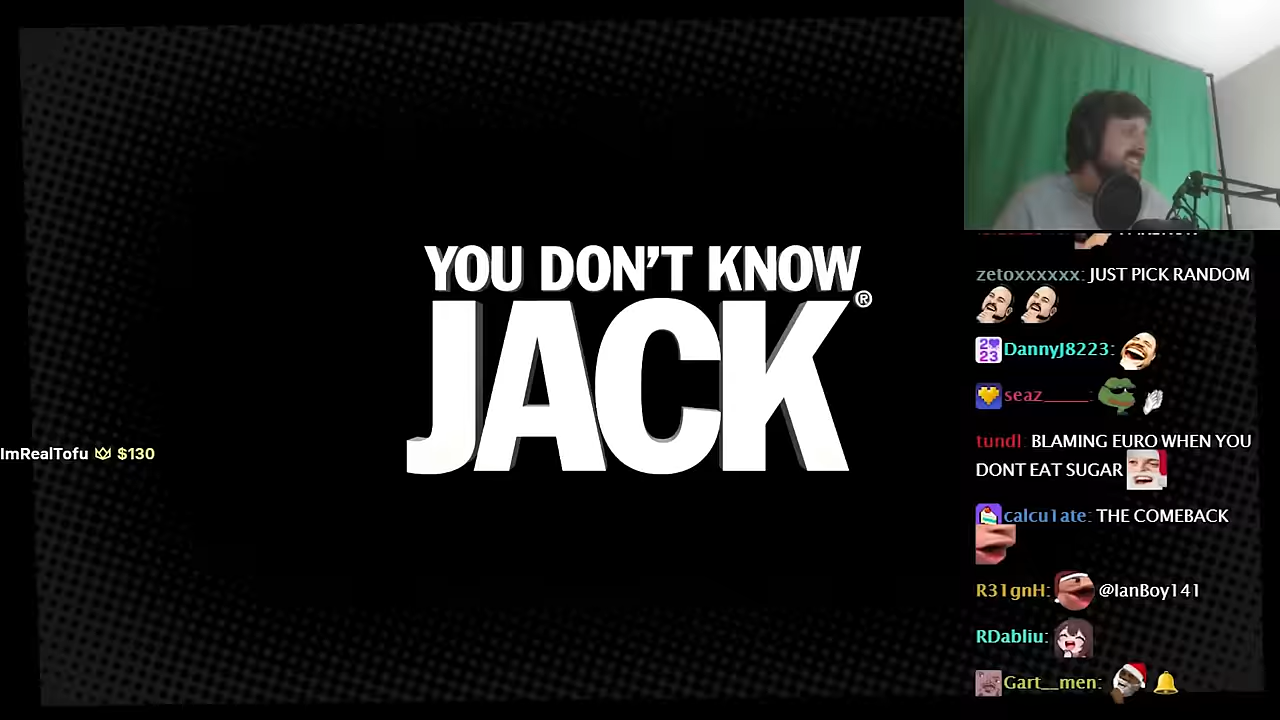 YOU DON'T KNOW
JACK®
ImRealTofu $130
zetoxxxxxx: JUST PICK RANDOM
DannyJ8223:
seaz_____:
tundl: BLAMING EURO WHEN YOU
DONT EAT SUGAR
calcu1ate: THE COMEBACK
R31gnH: @IanBoy141
RDabliu:
Gart__men: